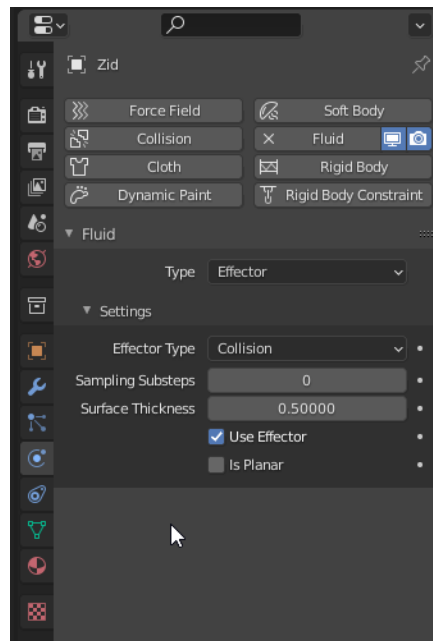 Zid
Force Field Soft Body
Collision Fluid
Cloth Rigid Body
Dynamic Paint Rigid Body Constraint
Fluid
Type Effector
Settings
Effector Type Collision
Sampling Substeps 0
Surface Thickness 0.50000
Use Effector
Is Planar